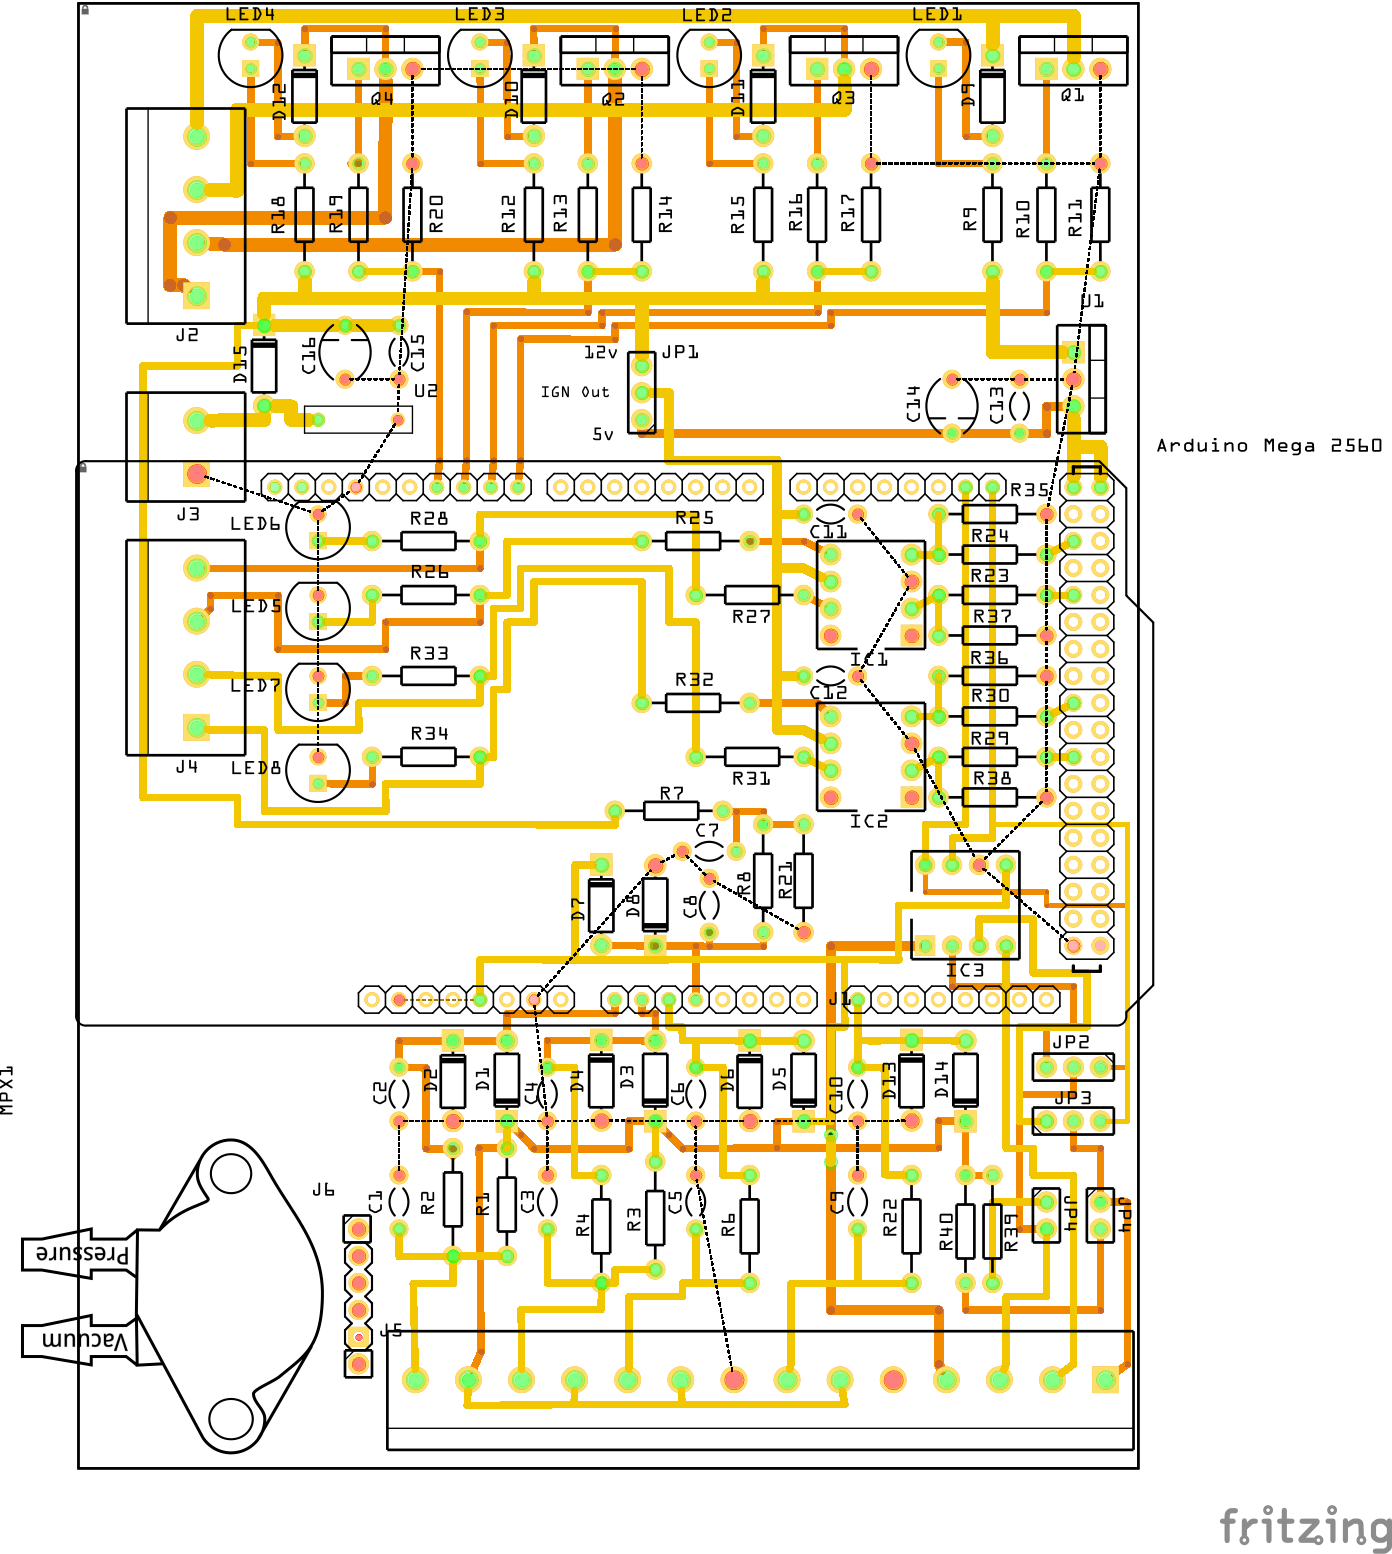 LED4
LED3
LED2
LED1
D12
Q4
D10
Q2
D11
Q3
D9
Q1
R18
R19
R20
R12
R13
R14
R15
R16
R17
R9
R10
R11
J2
D15
C16
C15
U2
12v
JP1
IGN Out
5v
C14
C13
U1
Arduino Mega 2560
J3
LED6
R28
R25
C11
R35
R24
R26
LED5
R27
R23
R37
IC1
R33
LED7
R32
C12
R36
R30
R34
J4
LED8
R31
R29
R38
IC2
R7
C7
D7
D8
C8
R8
R21
IC3
J1
JP2
C2
D2
D1
C4
D4
D3
C6
D6
D5
C10
D13
D14
JP3
MPX1
J6
C1
R2
R1
C3
R4
R3
C5
R6
C9
R22
R40
R39
JP4
JP4
Pressure
Vacuum
J5
fritzing